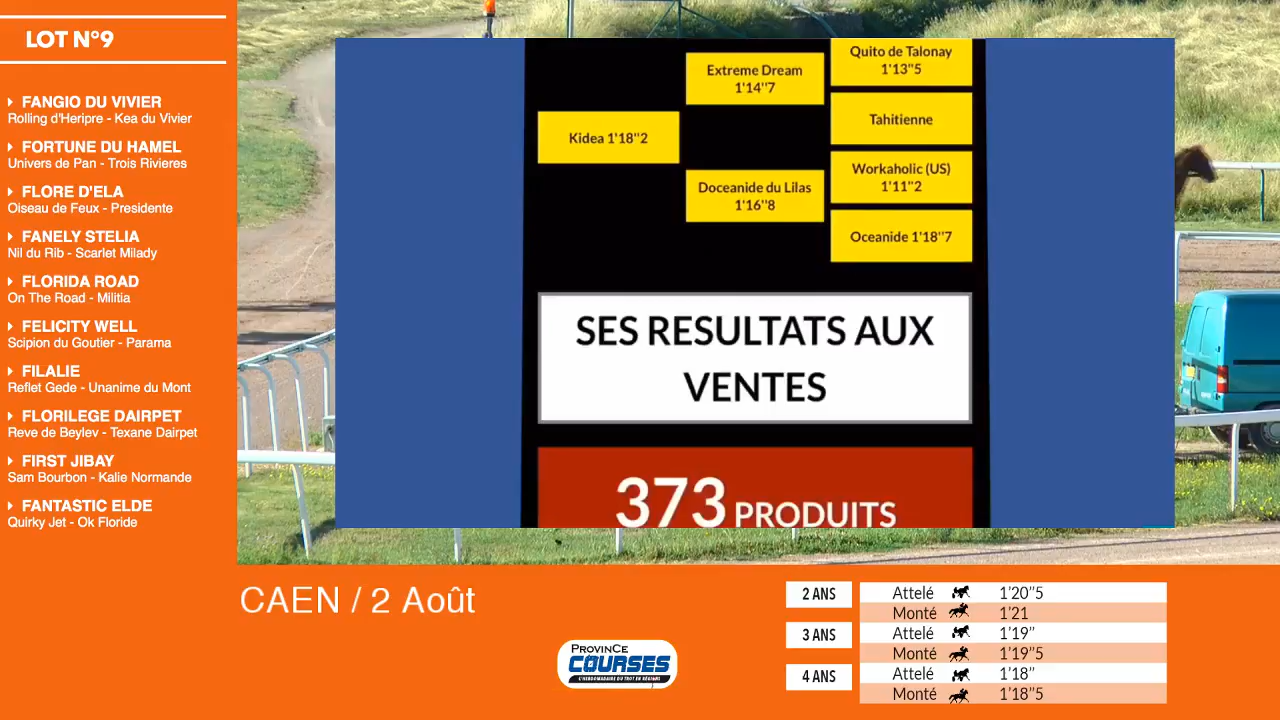 LOT N°9
FANGIO DU VIVIER
Rolling d'Heripre - Kea du Vivier
FORTUNE DU HAMEL
Univers de Pan - Trois Rivieres
FLORE D'ELA
Oiseau de Feux - Presidente
FANELY STELIA
Nil du Rib - Scarlet Milady
FLORIDA ROAD
On The Road - Militia
FELICITY WELL
Scipion du Goutier - Parama
FILALIE
Reflet Gede - Unanime du Mont
FLORILEGE DAIRPET
Reve de Beylev - Texane Dairpet
FIRST JIBAY
Sam Bourbon - Kalie Normande
FANTASTIC ELDE
Quirky Jet - Ok Floride
Quito de Talonay
1'13''5
Extreme Dream
1'14''7
Tahitienne
Kidea 1'18''2
Workaholic (US)
1'11''2
Doceanide du Lilas
1'16''8
Oceanide 1'18''7
SES RESULTATS AUX
VENTES
373 PRODUITS
CAEN / 2 Août
PROVINCE
COURSES
L'HEBDOMADAIRE DU TROT EN RÉGIONS
2 ANS
Attelé 1'20''5
Monté 1'21
3 ANS
Attelé 1'19''
Monté 1'19''5
4 ANS
Attelé 1'18''
Monté 1'18''5